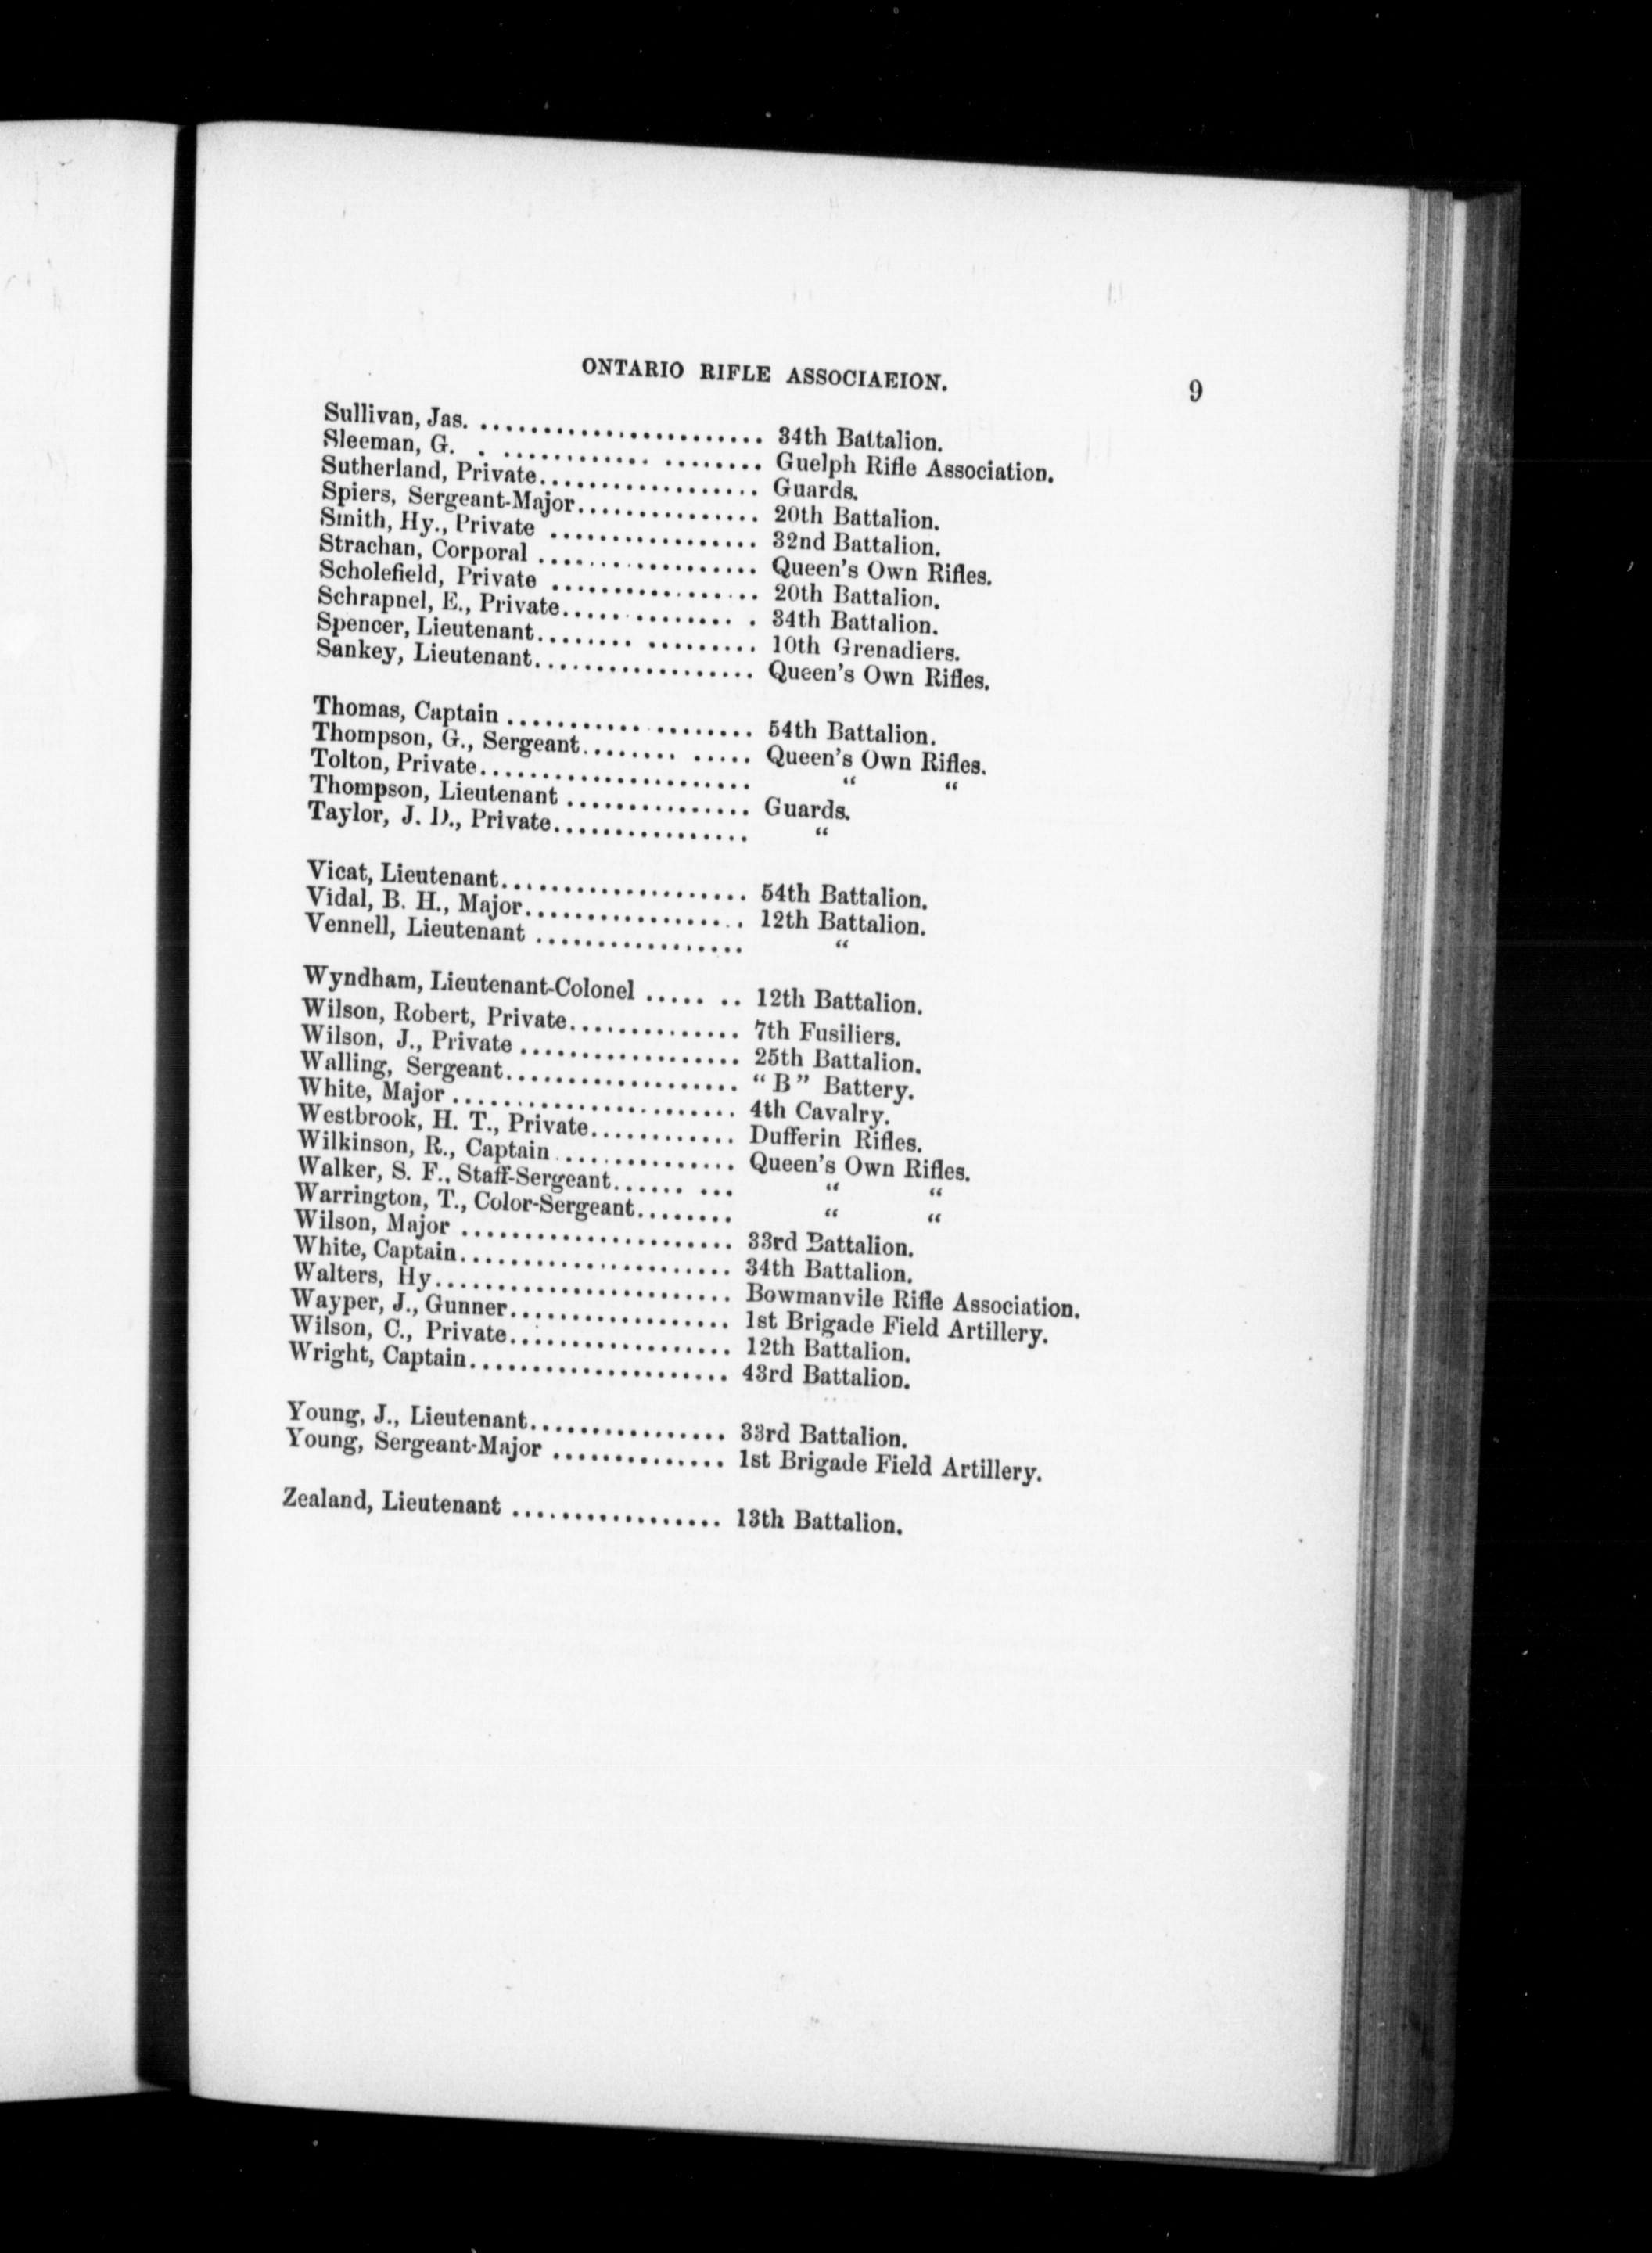 ONTARIO RIFLE ASSOCIAEION. 9
Sullivan, Jas. ........................ 34th Battalion.
Sleeman, G. . ............ ........ Guelph Rifle Association.
Sutherland, Private.................. Guards.
Spiers, Sergeant-Major............... 20th Battalion.
Smith, Hy., Private ................. 32nd Battalion.
Strachan, Corporal .................. Queen's Own Rifles.
Scholefield, Private ................. 20th Battalion.
Schrapnel, E., Private................ 34th Battalion.
Spencer, Lieutenant........ ......... 10th Grenadiers.
Sankey, Lieutenant.................. Queen's Own Rifles.
Thomas, Captain .................... 54th Battalion.
Thompson, G., Sergeant........ ..... Queen's Own Rifles.
Tolton, Private...................... “ “
Thompson, Lieutenant ............... Guards.
Taylor, J. D., Private................ “
Vicat, Lieutenant.................... 54th Battalion.
Vidal, B. H., Major.................. 12th Battalion.
Vennell, Lieutenant ................. “
Wyndham, Lieutenant-Colonel ..... .. 12th Battalion.
Wilson, Robert, Private.............. 7th Fusiliers.
Wilson, J., Private .................. 25th Battalion.
Walling, Sergeant................... “B” Battery.
White, Major ....................... 4th Cavalry.
Westbrook, H. T., Private............ Dufferin Rifles.
Wilkinson, R., Captain ............... Queen's Own Rifles.
Walker, S. F., Staff-Sergeant...... ... “ “
Warrington, T., Color-Sergeant........ “ “
Wilson, Major ...................... 33rd Battalion.
White, Captain...................... 34th Battalion.
Walters, Hy........................ Bowmanvile Rifle Association.
Wayper, J., Gunner.................. 1st Brigade Field Artillery.
Wilson, C., Private.................. 12th Battalion.
Wright, Captain..................... 43rd Battalion.
Young, J., Lieutenant................ 33rd Battalion.
Young, Sergeant-Major .............. 1st Brigade Field Artillery.
Zealand, Lieutenant ................. 13th Battalion.